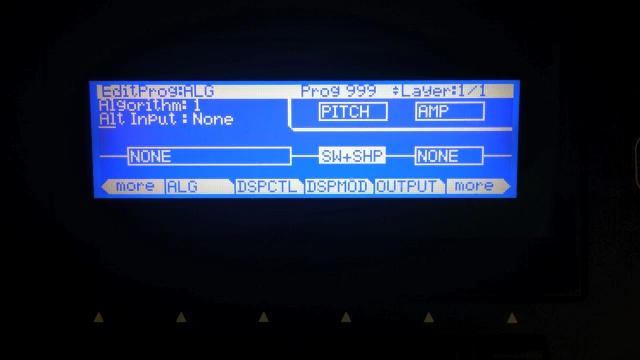 EditProg:ALG Prog 999 ÷Layer:1/1
Algorithm: 1 PITCH AMP
Alt Input : None
NONE SW+SHP NONE
more ALG DSPCTL DSPMOD OUTPUT more